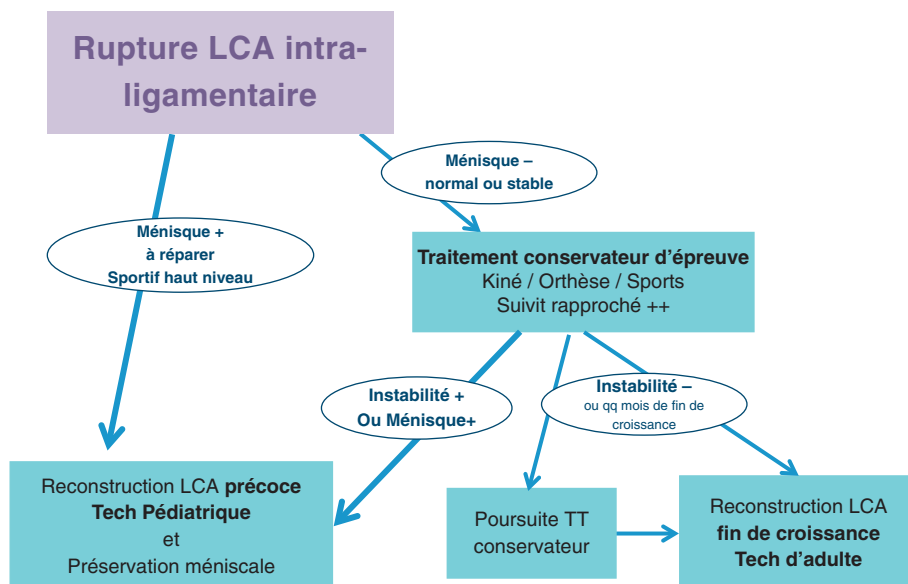 Rupture LCA intra-
ligamentaire
Ménisque –
normal ou stable
Ménisque +
à réparer
Sportif haut niveau
Traitement conservateur d'épreuve
Kiné / Orthèse / Sports
Suivit rapproché ++
Instabilité +
Ou Ménisque+
Instabilité –
ou qq mois de fin de
croissance
Reconstruction LCA précoce
Tech Pédiatrique
et
Préservation méniscale
Poursuite TT
conservateur
Reconstruction LCA
fin de croissance
Tech d'adulte